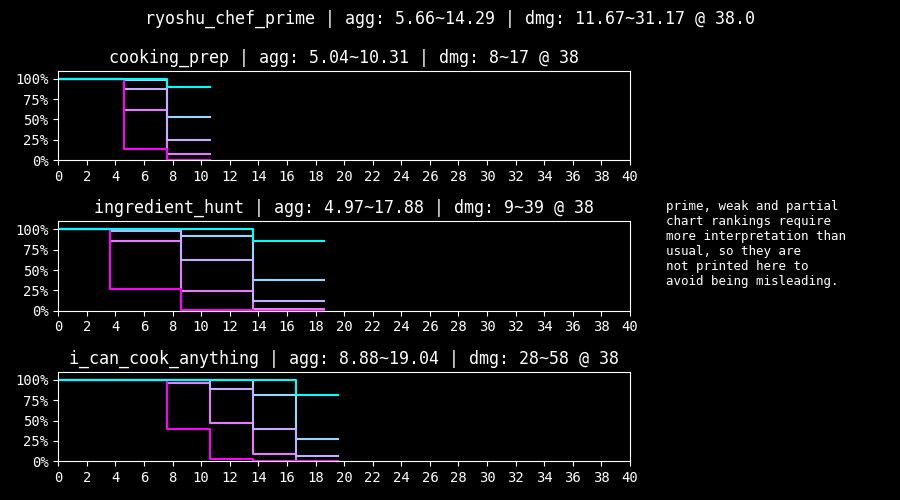 ryoshu_chef_prime | agg: 5.66~14.29 | dmg: 11.67~31.17 @ 38.0
cooking_prep | agg: 5.04~10.31 | dmg: 8~17 @ 38
100%
75%
50%
25%
0%
0 2 4 6 8 10 12 14 16 18 20 22 24 26 28 30 32 34 36 38 40
ingredient_hunt | agg: 4.97~17.88 | dmg: 9~39 @ 38
100%
75%
50%
25%
0%
0 2 4 6 8 10 12 14 16 18 20 22 24 26 28 30 32 34 36 38 40
prime, weak and partial
chart rankings require
more interpretation than
usual, so they are
not printed here to
avoid being misleading.
i_can_cook_anything | agg: 8.88~19.04 | dmg: 28~58 @ 38
100%
75%
50%
25%
0%
0 2 4 6 8 10 12 14 16 18 20 22 24 26 28 30 32 34 36 38 40